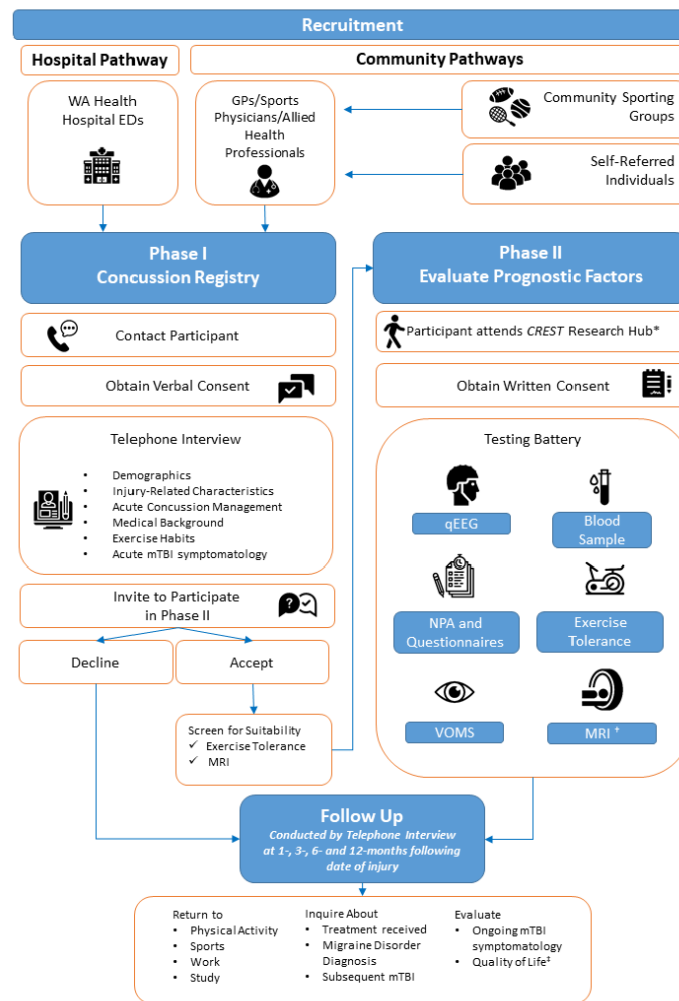 Recruitment
Hospital Pathway
Community Pathways
WA Health
Hospital EDs
GPs/Sports
Physicians/Allied
Health
Professionals
Community Sporting
Groups
Self-Referred
Individuals
Phase I
Concussion Registry
Contact Participant
Obtain Verbal Consent
Telephone Interview
• Demographics
• Injury-Related Characteristics
• Acute Concussion Management
• Medical Background
• Exercise Habits
• Acute mTBI symptomatology
Invite to Participate
in Phase II
Decline
Accept
Screen for Suitability
✓ Exercise Tolerance
✓ MRI
Phase II
Evaluate Prognostic Factors
Participant attends CREST Research Hub*
Obtain Written Consent
Testing Battery
qEEG
Blood
Sample
NPA and
Questionnaires
Exercise
Tolerance
VOMS
MRI †
Follow Up
Conducted by Telephone Interview
at 1-, 3-, 6- and 12-months following
date of injury
Return to
• Physical Activity
• Sports
• Work
• Study
Inquire About
• Treatment received
• Migraine Disorder
Diagnosis
• Subsequent mTBI
Evaluate
• Ongoing mTBI
symptomatology
• Quality of Life‡